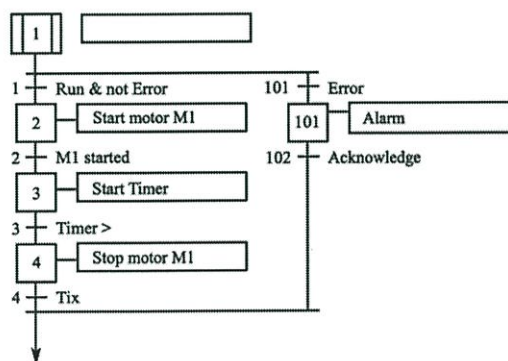 1
1 Run & not Error
101 Error
2 Start motor M1
101 Alarm
2 M1 started
102 Acknowledge
3 Start Timer
3 Timer >
4 Stop motor M1
4 Tix